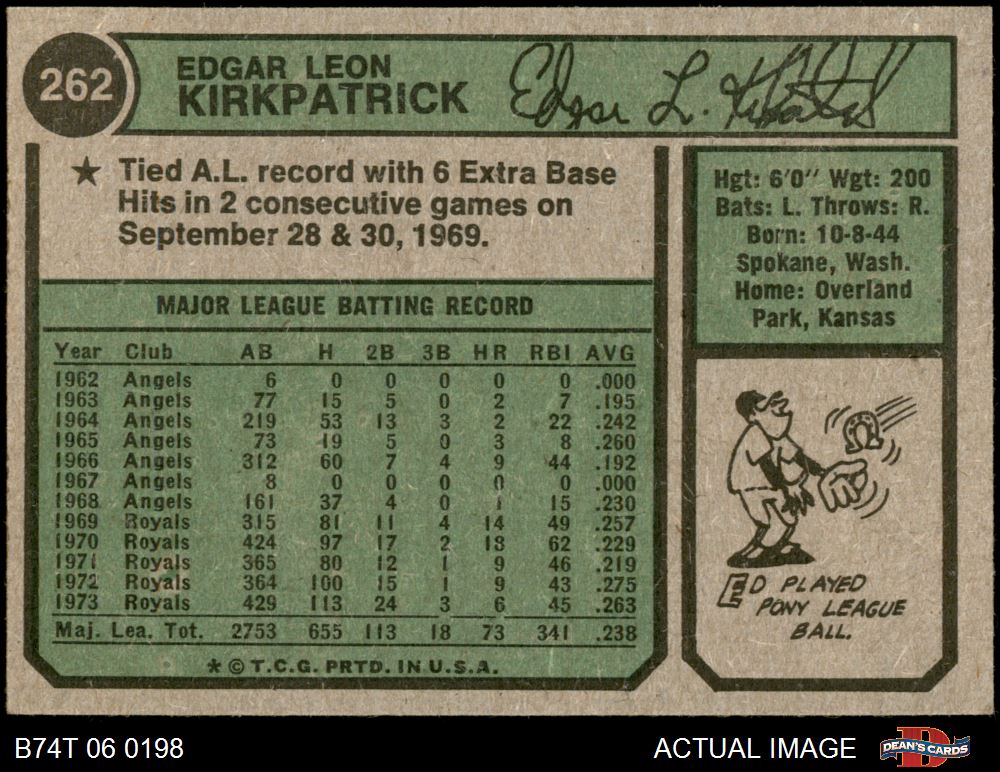 262
EDGAR LEON
KIRKPATRICK
Edgar L. Kirkpatrick
★ Tied A.L. record with 6 Extra Base
Hits in 2 consecutive games on
September 28 & 30, 1969.
Hgt: 6'0" Wgt: 200
Bats: L. Throws: R.
Born: 10-8-44
Spokane, Wash.
Home: Overland
Park, Kansas
MAJOR LEAGUE BATTING RECORD
Year Club AB H 2B 3B HR RBI AVG
1962 Angels 6 0 0 0 0 0 .000
1963 Angels 77 15 5 0 2 7 .195
1964 Angels 219 53 13 3 2 22 .242
1965 Angels 73 19 5 0 3 8 .260
1966 Angels 312 60 7 4 9 44 .192
1967 Angels 8 0 0 0 0 0 .000
1968 Angels 161 37 4 0 1 15 .230
1969 Royals 315 81 11 4 14 49 .257
1970 Royals 424 97 17 2 18 62 .229
1971 Royals 365 80 12 1 9 46 .219
1972 Royals 364 100 15 1 9 43 .275
1973 Royals 429 113 24 3 6 45 .263
Maj. Lea. Tot. 2753 655 113 18 73 341 .238
* © T.C.G. PRTD. IN U.S.A.
ED PLAYED
PONY LEAGUE
BALL.
B74T 06 0198
ACTUAL IMAGE
D
DEAN'S CARDS